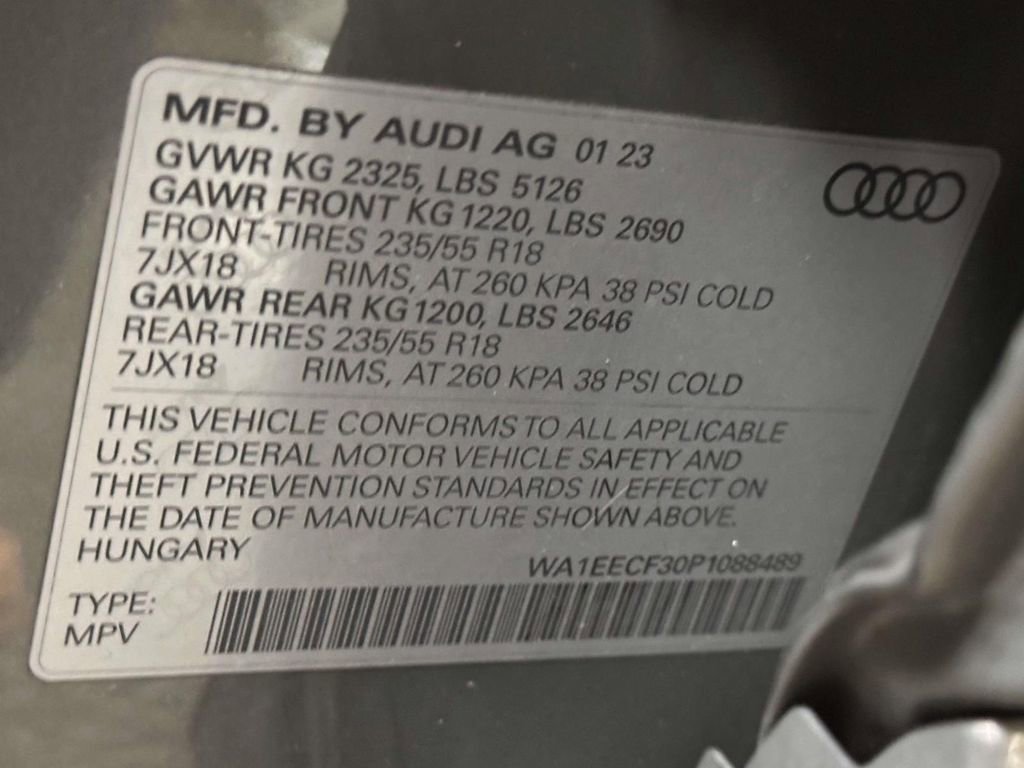 MFD. BY AUDI AG 01 23
GVWR KG 2325, LBS 5126
GAWR FRONT KG 1220, LBS 2690
FRONT-TIRES 235/55 R18
7JX18 RIMS, AT 260 KPA 38 PSI COLD
GAWR REAR KG 1200, LBS 2646
REAR-TIRES 235/55 R18
7JX18 RIMS, AT 260 KPA 38 PSI COLD
THIS VEHICLE CONFORMS TO ALL APPLICABLE
U.S. FEDERAL MOTOR VEHICLE SAFETY AND
THEFT PREVENTION STANDARDS IN EFFECT ON
THE DATE OF MANUFACTURE SHOWN ABOVE.
HUNGARY
WA1EECF30P1088489
TYPE:
MPV